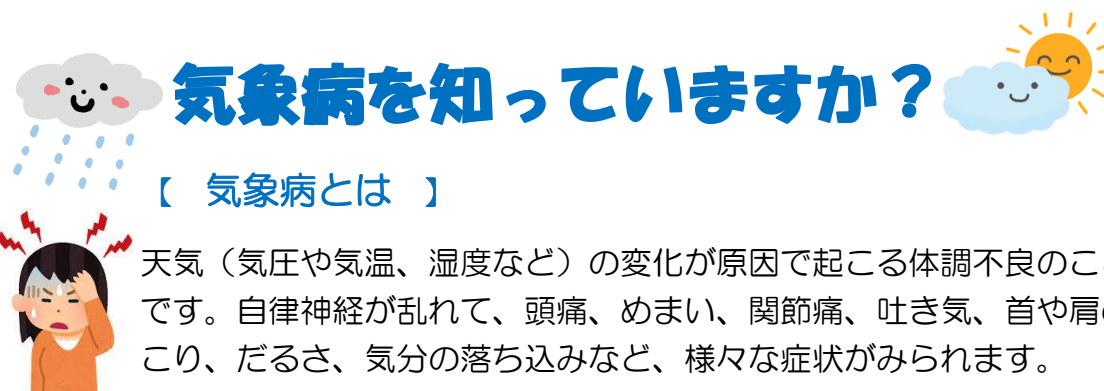 気象病を知っていますか？
【　気象病とは　】
天気（気圧や気温、湿度など）の変化が原因で起こる体調不良のこ
です。自律神経が乱れて、頭痛、めまい、関節痛、吐き気、首や肩
こり、だるさ、気分の落ち込みなど、様々な症状がみられます。